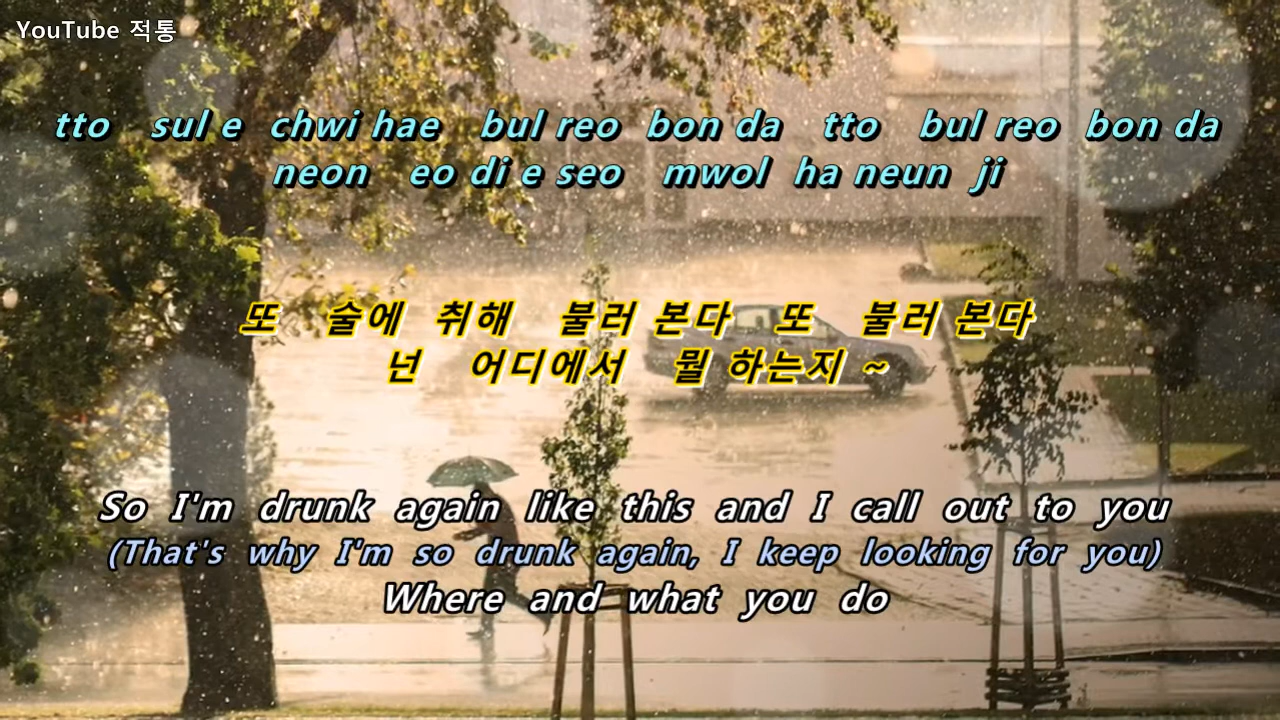 YouTube 적통
tto sul e chwi hae bul reo bon da tto bul reo bon da
neon eo di e seo mwol ha neun ji
또 술에 취해 불러 본다 또 불러 본다
넌 어디에서 뭘 하는지 ~
So I'm drunk again like this and I call out to you
(That's why I'm so drunk again, I keep looking for you)
Where and what you do